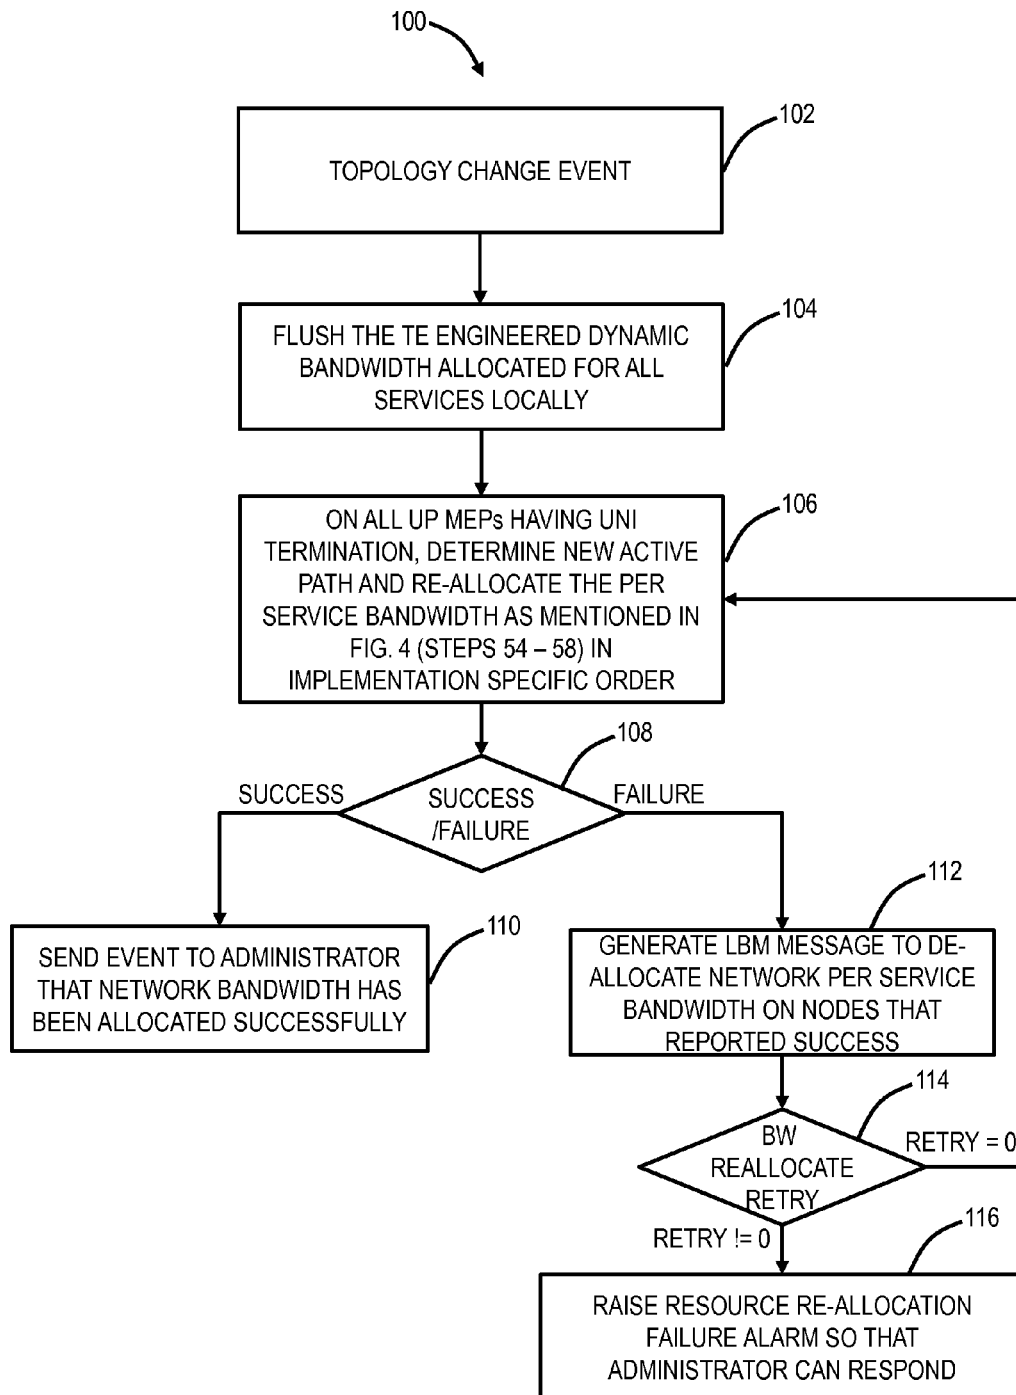 100
102
TOPOLOGY CHANGE EVENT
104
FLUSH THE TE ENGINEERED DYNAMIC
BANDWIDTH ALLOCATED FOR ALL
SERVICES LOCALLY
106
ON ALL UP MEPs HAVING UNI
TERMINATION, DETERMINE NEW ACTIVE
PATH AND RE-ALLOCATE THE PER
SERVICE BANDWIDTH AS MENTIONED IN
FIG. 4 (STEPS 54 – 58) IN
IMPLEMENTATION SPECIFIC ORDER
108
SUCCESS
SUCCESS
/FAILURE
FAILURE
110
SEND EVENT TO ADMINISTRATOR
THAT NETWORK BANDWIDTH HAS
BEEN ALLOCATED SUCCESSFULLY
112
GENERATE LBM MESSAGE TO DE-
ALLOCATE NETWORK PER SERVICE
BANDWIDTH ON NODES THAT
REPORTED SUCCESS
114
BW
REALLOCATE
RETRY
RETRY = 0
RETRY != 0
116
RAISE RESOURCE RE-ALLOCATION
FAILURE ALARM SO THAT
ADMINISTRATOR CAN RESPOND